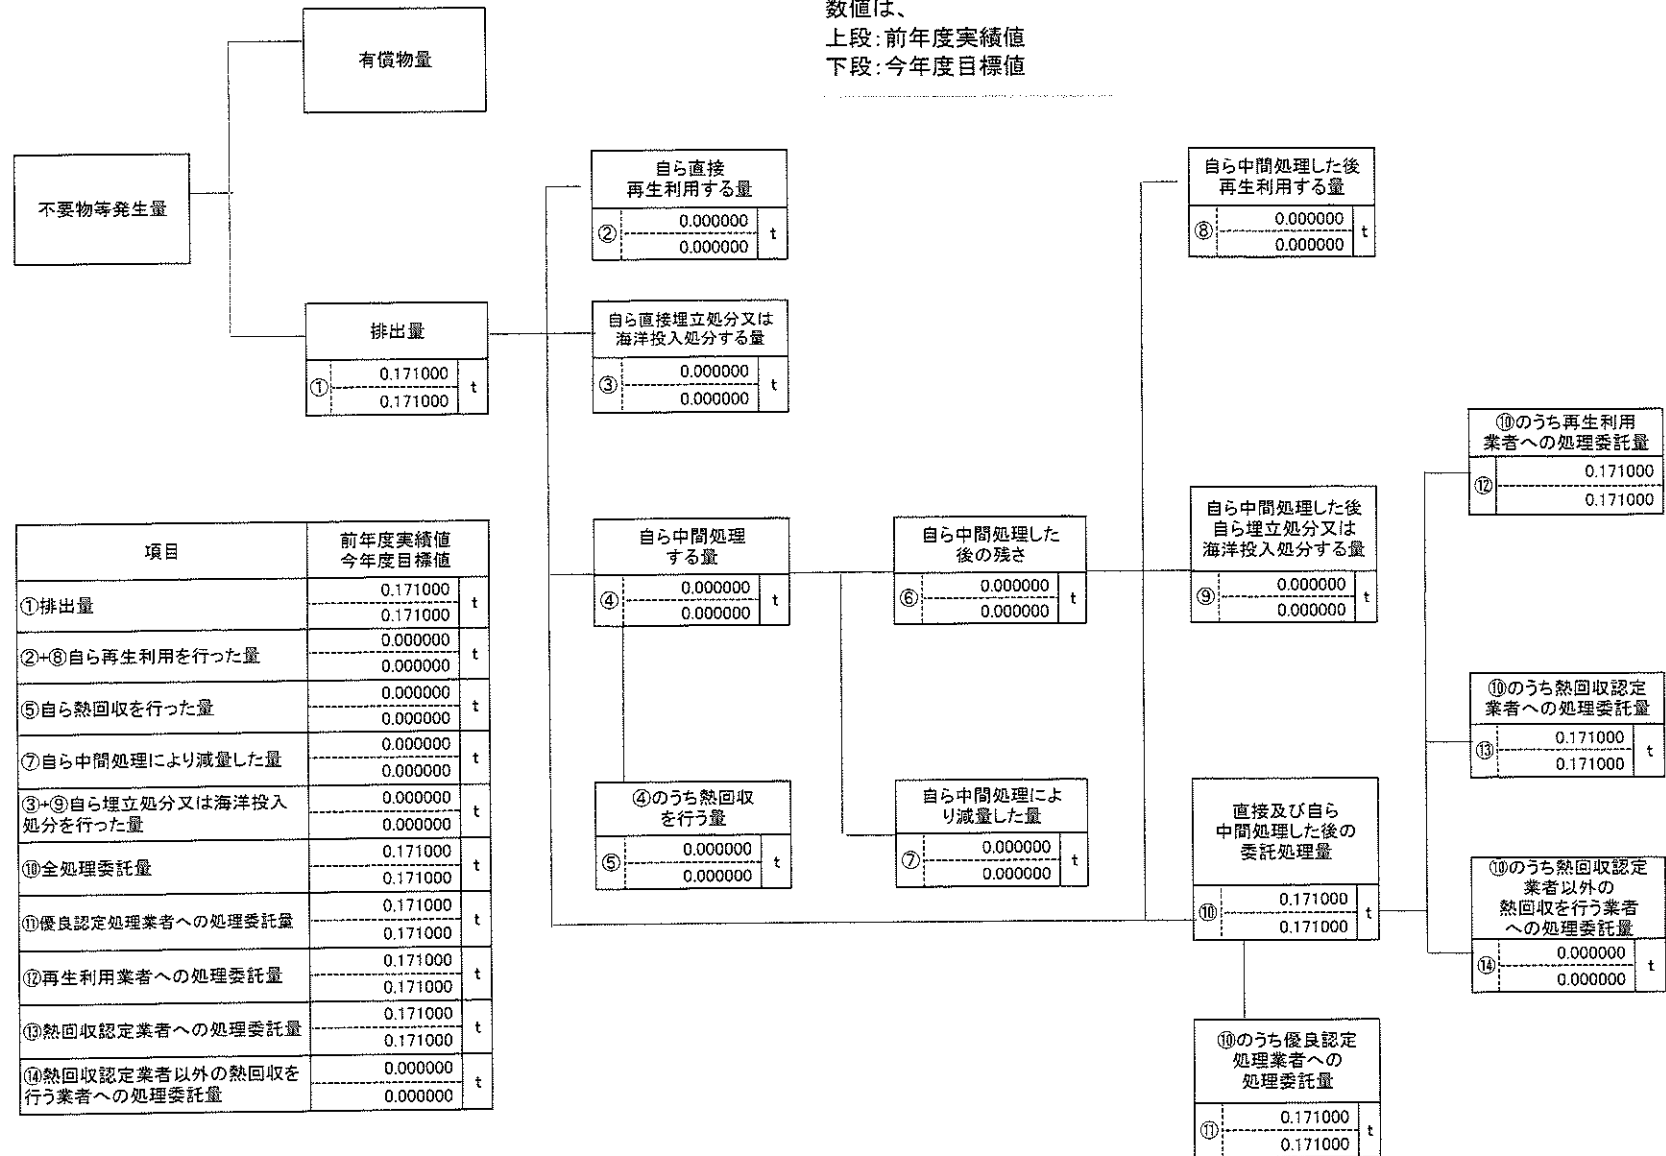 数値は、
上段:前年度実績値
下段:今年度目標値
有償物量
不要物等発生量
排出量
① 0.171000 t
0.171000
自ら直接
再生利用する量
② 0.000000 t
0.000000
自ら直接埋立処分又は
海洋投入処分する量
③ 0.000000 t
0.000000
自ら中間処理
する量
④ 0.000000 t
0.000000
④のうち熱回収
を行う量
⑤ 0.000000 t
0.000000
自ら中間処理した
後の残さ
⑥ 0.000000 t
0.000000
自ら中間処理によ
り減量した量
⑦ 0.000000 t
0.000000
自ら中間処理した後
再生利用する量
⑧ 0.000000 t
0.000000
自ら中間処理した後
自ら埋立処分又は
海洋投入処分する量
⑨ 0.000000 t
0.000000
直接及び自ら
中間処理した後の
委託処理量
⑩ 0.171000 t
0.171000
⑩のうち優良認定
処理業者への
処理委託量
⑪ 0.171000 t
0.171000
⑩のうち再生利用
業者への処理委託量
⑫ 0.171000
0.171000
⑩のうち熱回収認定
業者への処理委託量
⑬ 0.171000 t
0.171000
⑩のうち熱回収認定
業者以外の
熱回収を行う業者
への処理委託量
⑭ 0.000000 t
0.000000
項目 前年度実績値
今年度目標値
①排出量 0.171000 t
0.171000
②+⑧自ら再生利用を行った量 0.000000 t
0.000000
⑤自ら熱回収を行った量 0.000000 t
0.000000
⑦自ら中間処理により減量した量 0.000000 t
0.000000
③+⑨自ら埋立処分又は海洋投入
処分を行った量 0.000000 t
0.000000
⑩全処理委託量 0.171000 t
0.171000
⑪優良認定処理業者への処理委託量 0.171000 t
0.171000
⑫再生利用業者への処理委託量 0.171000 t
0.171000
⑬熱回収認定業者への処理委託量 0.171000 t
0.171000
⑭熱回収認定業者以外の熱回収を
行う業者への処理委託量 0.000000 t
0.000000